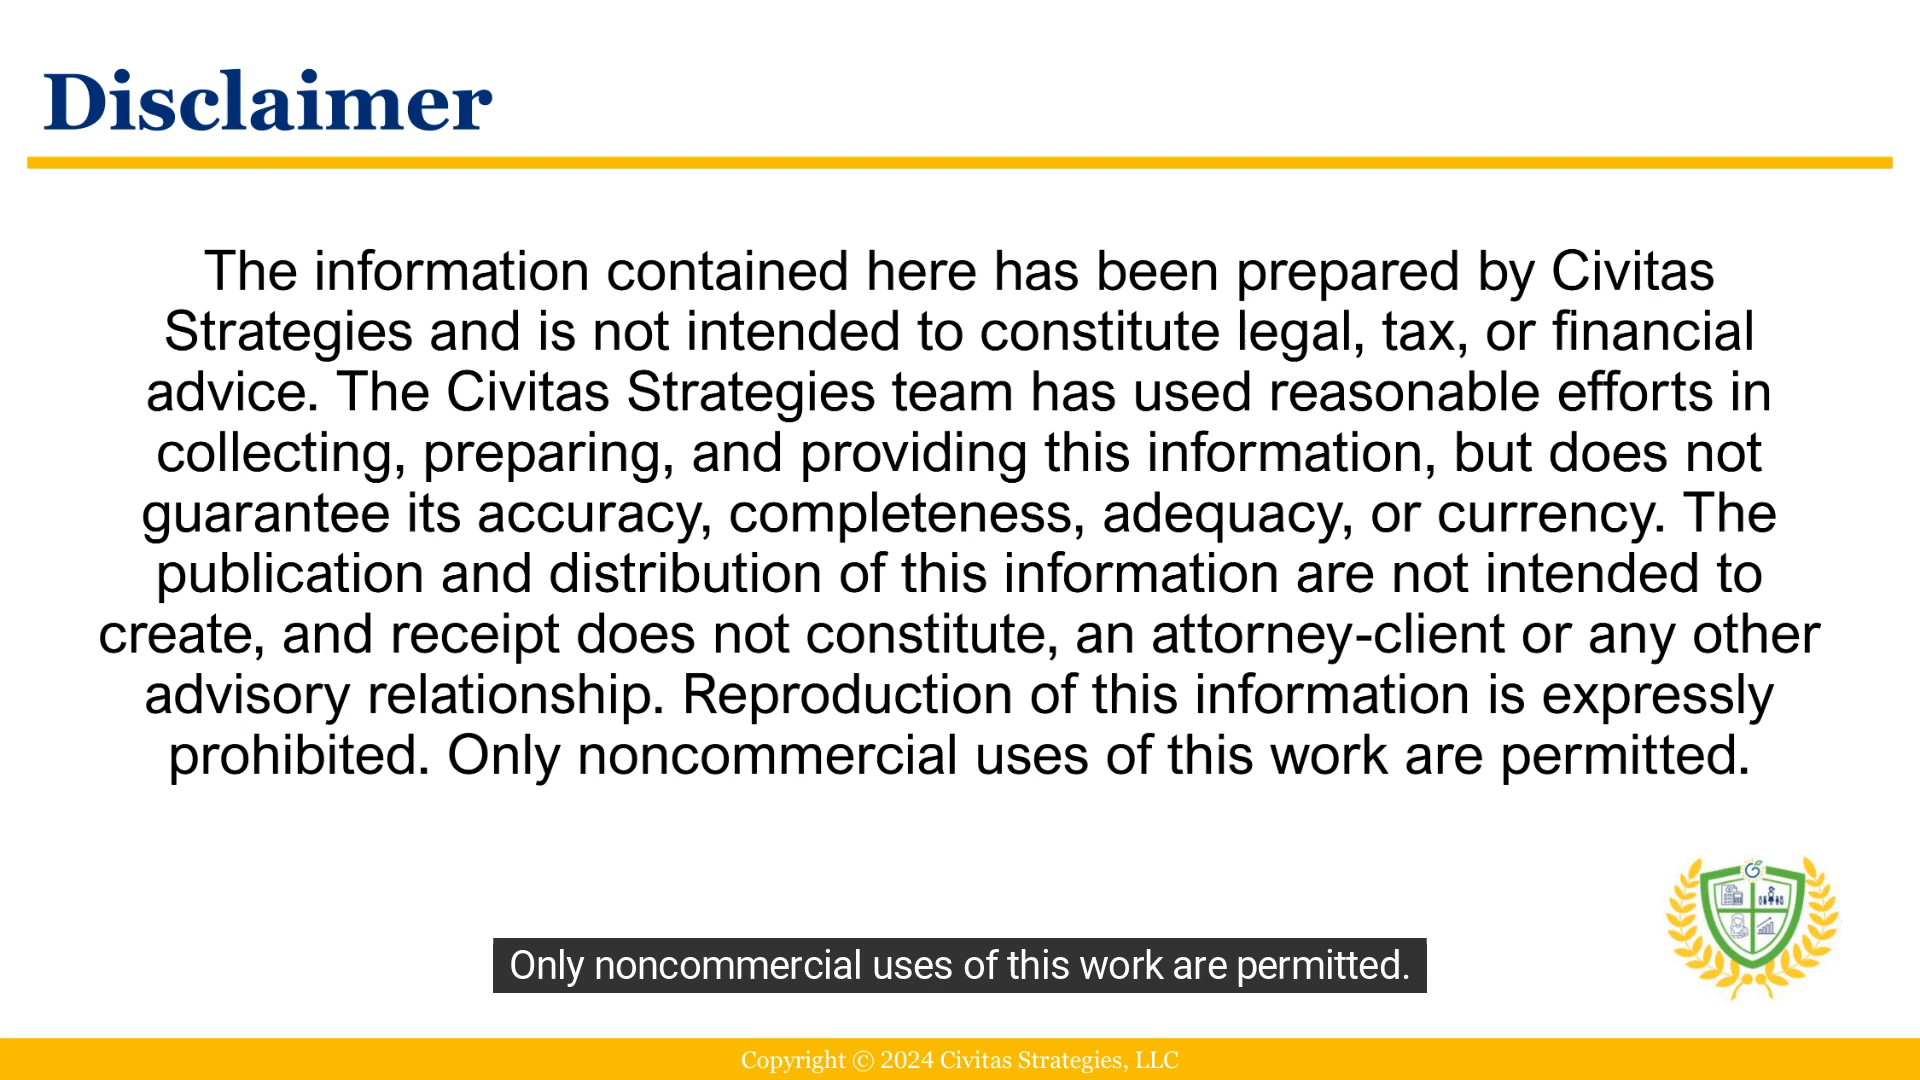 Disclaimer
The information contained here has been prepared by Civitas
Strategies and is not intended to constitute legal, tax, or financial
advice. The Civitas Strategies team has used reasonable efforts in
collecting, preparing, and providing this information, but does not
guarantee its accuracy, completeness, adequacy, or currency. The
publication and distribution of this information are not intended to
create, and receipt does not constitute, an attorney-client or any other
advisory relationship. Reproduction of this information is expressly
prohibited. Only noncommercial uses of this work are permitted.
Only noncommercial uses of this work are permitted.
Copyright © 2024 Civitas Strategies, LLC